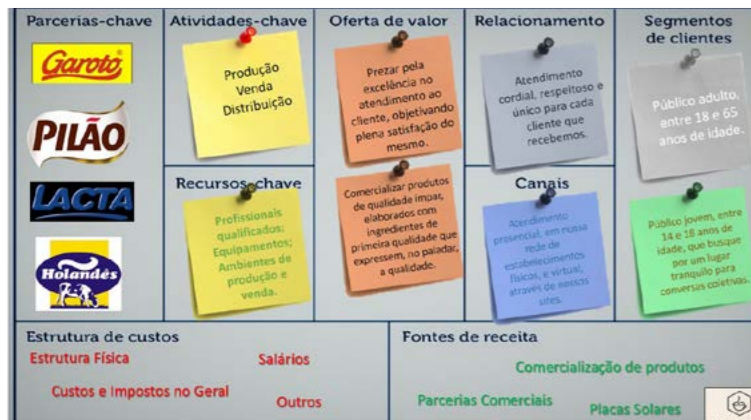 Parcerias-chave
Garoto
PILÃO
LACTA
Holandês
Atividades-chave
Produção
Venda
Distribuição
Recursos-chave
Profissionais
qualificados;
Equipamentos;
Ambientes de
produção e
venda.
Oferta de valor
Prezar pela
excelência no
atendimento ao
cliente, objetivando
plena satisfação do
mesmo.
Comercializar produtos
de qualidade impar,
elaborados com
ingredientes de
primeira qualidade que
expressem, no paladar,
a qualidade.
Relacionamento
Atendimento
cordial, respeitoso e
único para cada
cliente que
recebemos.
Canais
Atendimento
presencial, em nossa
rede de
estabelecimentos
físicos, e virtual,
através de nossos
sites.
Segmentos
de clientes
Público adulto,
entre 18 e 65
anos de idade.
Público jovem, entre
14 e 18 anos de
idade, que busque
por um lugar
tranquilo para
conversas coletivas.
Estrutura de custos
Estrutura Física
Salários
Custos e Impostos no Geral
Outros
Fontes de receita
Comercialização de produtos
Parcerias Comerciais
Placas Solares